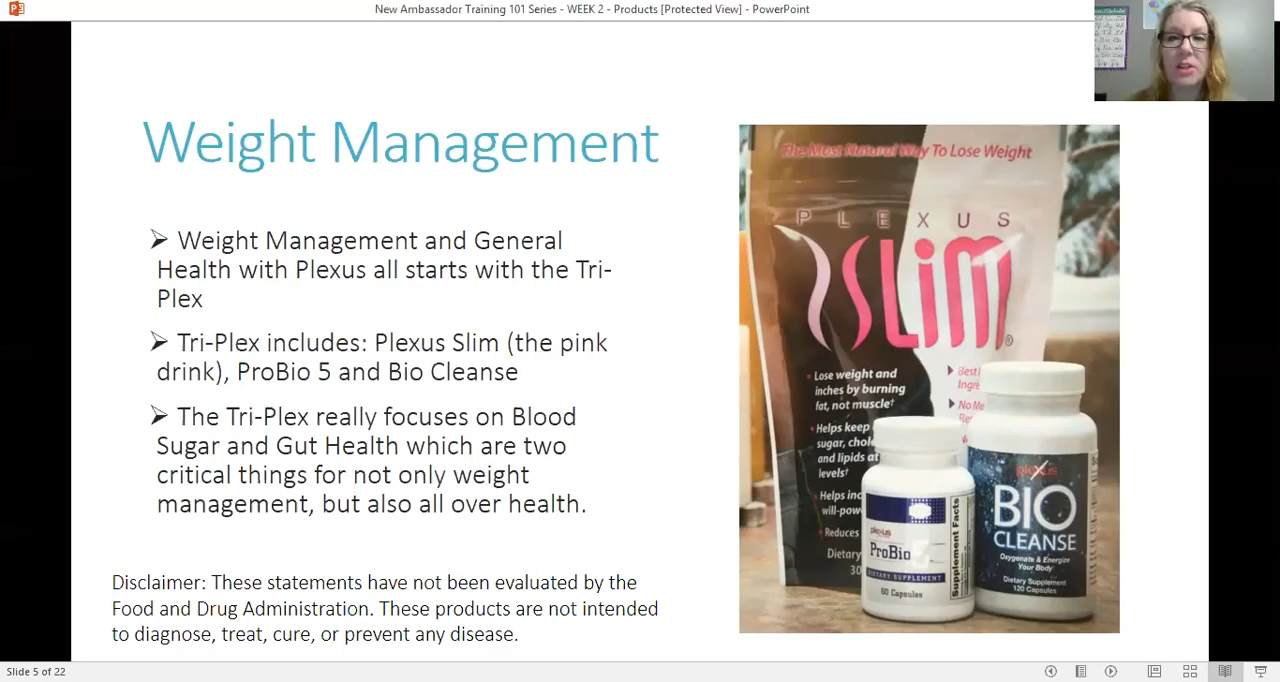 New Ambassador Training 101 Series - WEEK 2 - Products [Protected View] - PowerPoint
Weight Management
➢ Weight Management and General
Health with Plexus all starts with the Tri-
Plex
➢ Tri-Plex includes: Plexus Slim (the pink
drink), ProBio 5 and Bio Cleanse
➢ The Tri-Plex really focuses on Blood
Sugar and Gut Health which are two
critical things for not only weight
management, but also all over health.
Disclaimer: These statemnts have not been evaluated by the
Food and Drug Administration. These products are not intended
to diagnose, treat, cure, or prevent any disease.
The Most Natural Way To Lose Weight
PLEXUS
SLIM®
Lose weight and
inches by burning
fat, not muscle†
Helps keep
sugar,
and lipids at
levels†
Helps
will-power
Reduces
Dietary
30
Best
No
plexus
ProBio 5
DIETARY SUPPLEMENT
60 Capsules
Supplement Facts
plexus
BIO
CLEANSE
Oxygenate & Energize
Your Body
Dietary Supplement
120 Capsules
Slide 5 of 22